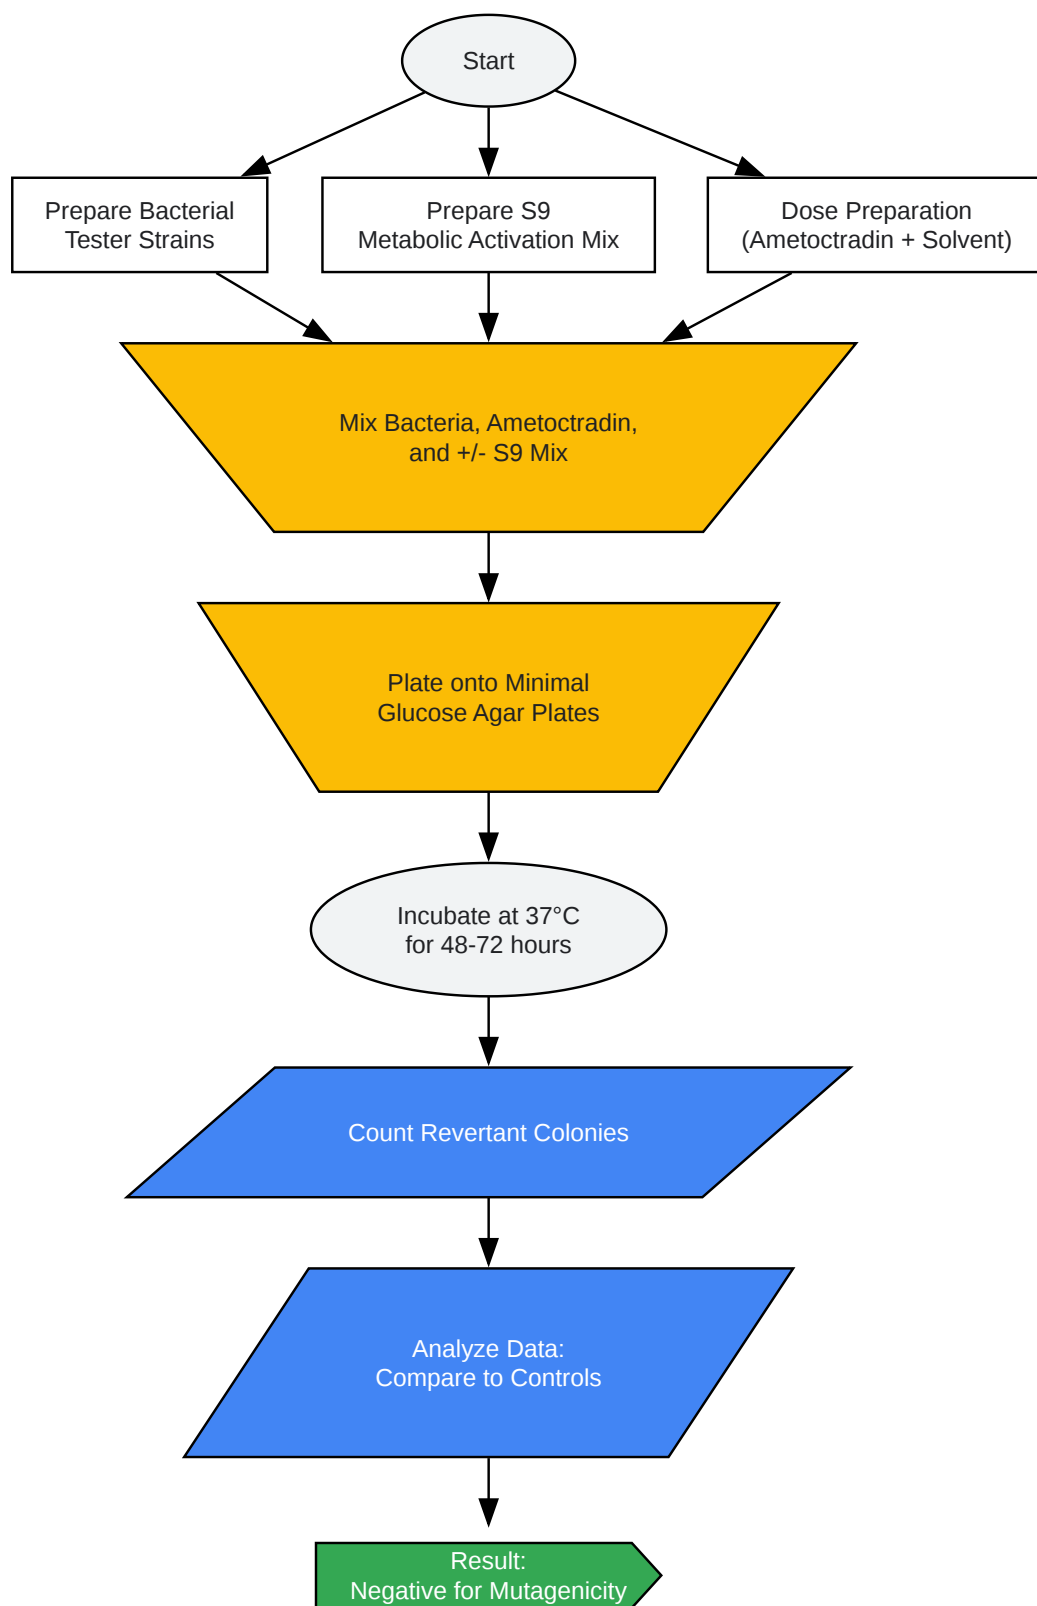 Start
Prepare Bacterial
Tester Strains
Prepare S9
Metabolic Activation Mix
Dose Preparation
(Ametoctradin + Solvent)
Mix Bacteria, Ametoctradin,
and +/- S9 Mix
Plate onto Minimal
Glucose Agar Plates
Incubate at 37°C
for 48-72 hours
Count Revertant Colonies
Analyze Data:
Compare to Controls
Result:
Negative for Mutagenicity